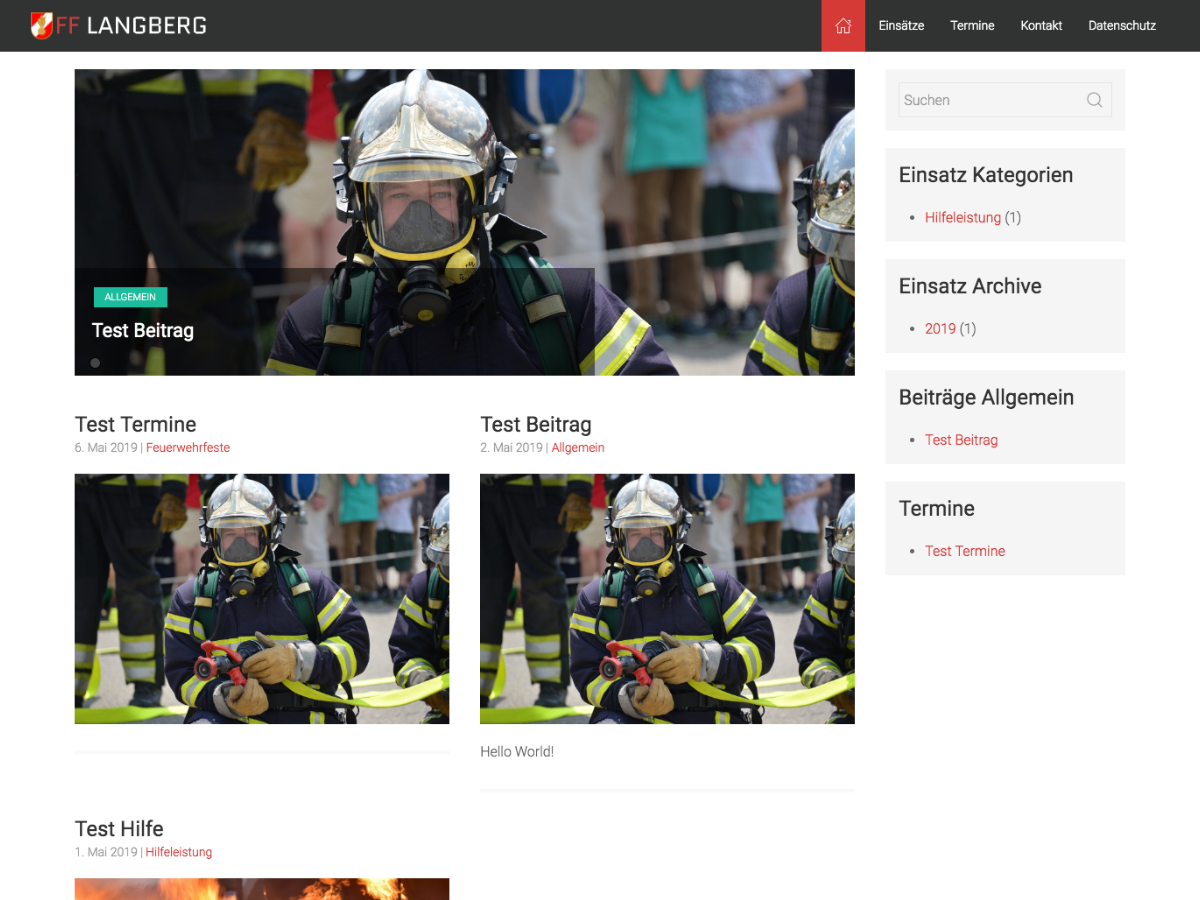 FF LANGBERG
Einsätze
Termine
Kontakt
Datenschutz
ALLGEMEIN
Test Beitrag
Test Termine
6. Mai 2019 | Feuerwehrfeste
Test Beitrag
2. Mai 2019 | Allgemein
Hello World!
Test Hilfe
1. Mai 2019 | Hilfeleistung
Suchen
Einsatz Kategorien
Hilfeleistung (1)
Einsatz Archive
2019 (1)
Beiträge Allgemein
Test Beitrag
Termine
Test Termine